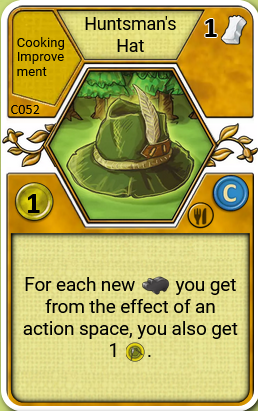 Huntsman's
Hat
1
Cooking
Improve
ment
C052
1
C
For each new you get
from the effect of an
action space, you also get
1 .